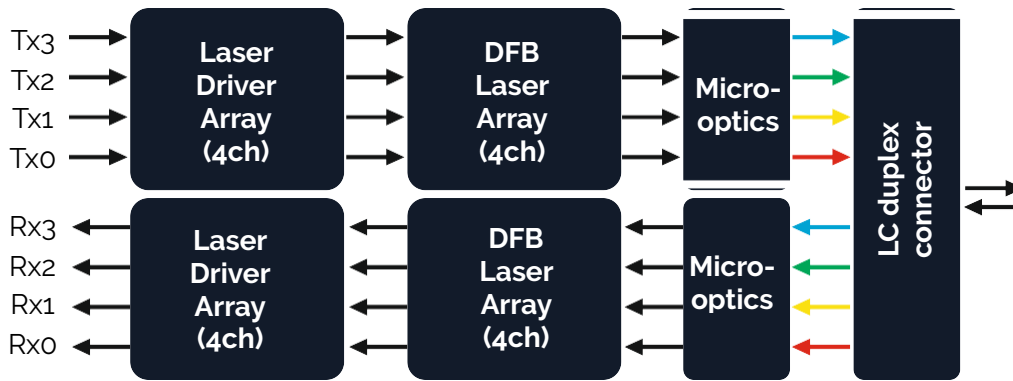 Tx3
Tx2
Tx1
Tx0
Laser
Driver
Array
(4ch)
DFB
Laser
Array
(4ch)
Micro-
optics
LC duplex
connector
Rx3
Rx2
Rx1
Rx0
Laser
Driver
Array
(4ch)
DFB
Laser
Array
(4ch)
Micro-
optics